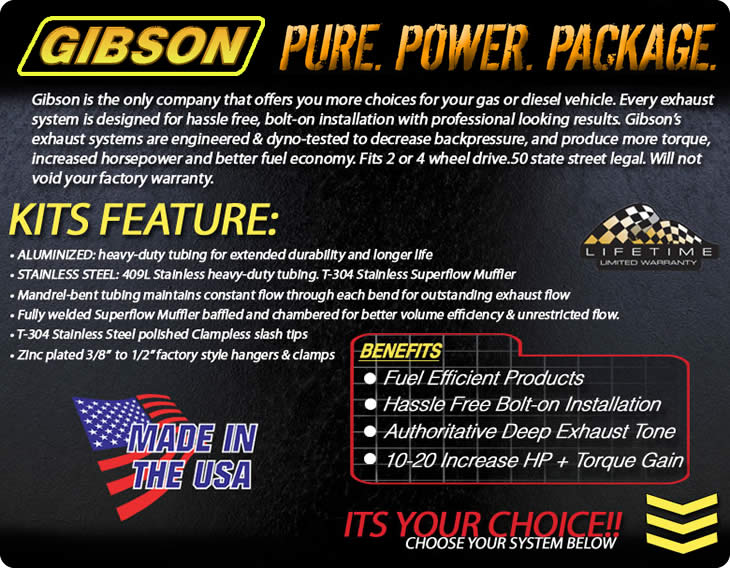 GIBSON PURE. POWER. PACKAGE.
Gibson is the only company that offers you more choices for your gas or diesel vehicle. Every exhaust
system is designed for hassle free, bolt-on installation with professional looking results. Gibson's
exhaust systems are engineered & dyno-tested to decrease backpressure, and produce more torque,
increased horsepower and better fuel economy. Fits 2 or 4 wheel drive.50 state street legal. Will not
void your factory warranty.
KITS FEATURE:
LIFETIME
LIMITED WARRANTY
• ALUMINIZED: heavy-duty tubing for extended durability and longer life
• STAINLESS STEEL: 409L Stainless heavy-duty tubing. T-304 Stainless Superflow Muffler
• Mandrel-bent tubing maintains constant flow through each bend for outstanding exhaust flow
• Fully welded Superflow Muffler baffled and chambered for better volume efficiency & unrestricted flow.
• T-304 Stainless Steel polished Clampless slash tips
• Zinc plated 3/8" to 1/2" factory style hangers & clamps
BENEFITS
● Fuel Efficient Products
● Hassle Free Bolt-on Installation
● Authoritative Deep Exhaust Tone
● 10-20 Increase HP + Torque Gain
MADE IN
THE USA
ITS YOUR CHOICE!!
CHOOSE YOUR SYSTEM BELOW